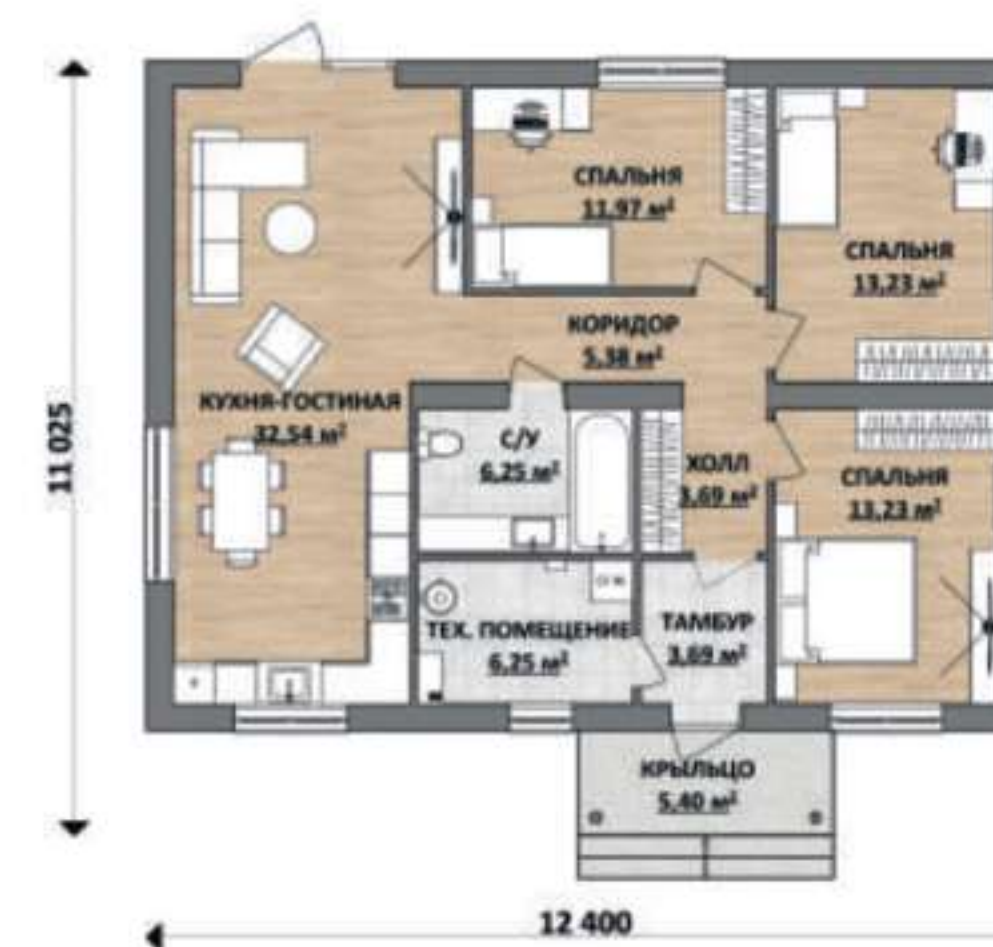 СПАЛЬНЯ
11,97 м²
СПАЛЬНЯ
13,23 м²
КОРИДОР
5,38 м²
КУХНЯ-ГОСТИНАЯ
32,54 м²
11 025
С/У
6,25 м²
ХОЛЛ
3,69 м²
СПАЛЬНЯ
13,23 м²
ТЕХ. ПОМЕЩЕНИЕ
6,25 м²
ТАМБУР
3,69 м²
КРЫЛЬЦО
5,40 м²
12 400